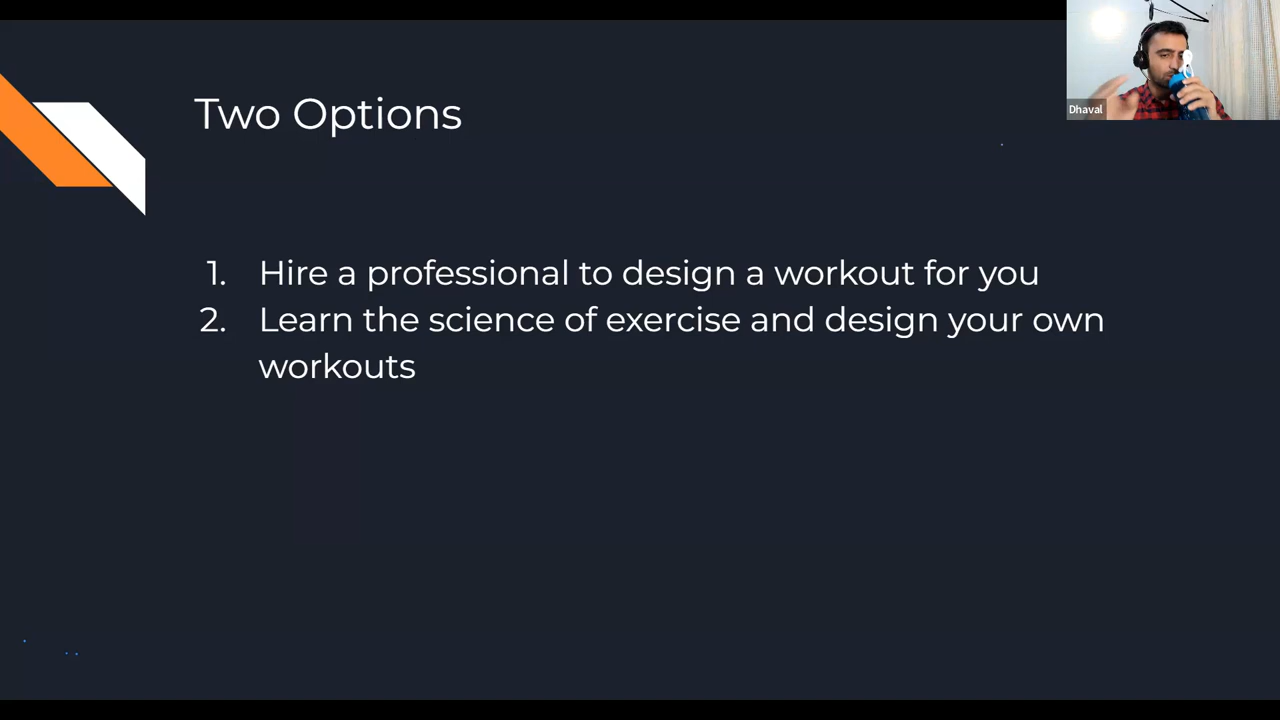 Dhaval
Two Options
1. Hire a professional to design a workout for you
2. Learn the science of exercise and design your own
workouts